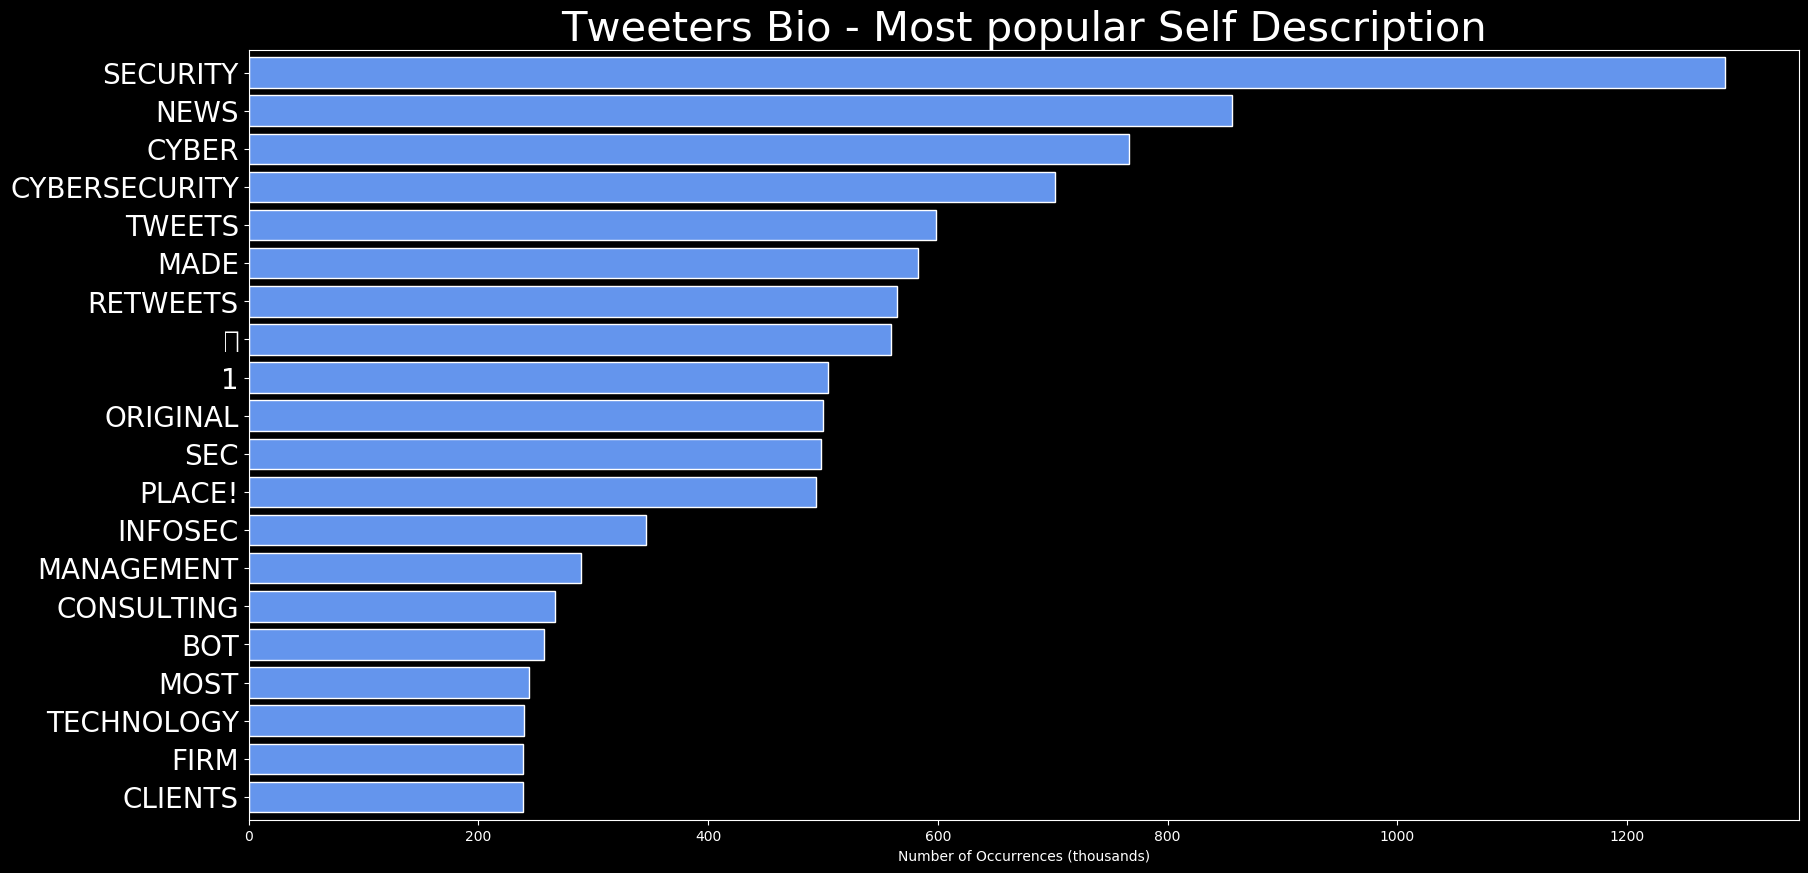 Tweeters Bio - Most popular Self Description
SECURITY
NEWS
CYBER
CYBERSECURITY
TWEETS
MADE
RETWEETS
1
ORIGINAL
SEC
PLACE!
INFOSEC
MANAGEMENT
CONSULTING
BOT
MOST
TECHNOLOGY
FIRM
CLIENTS
0 200 400 600 800 1000 1200
Number of Occurrences (thousands)